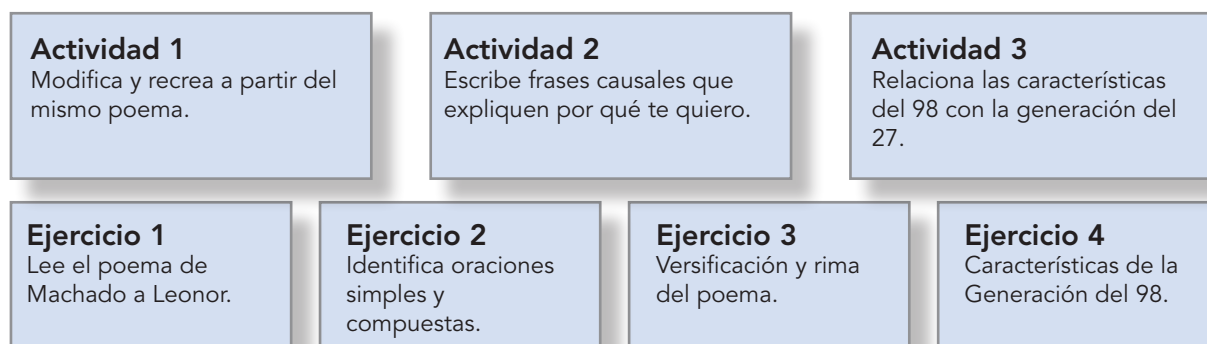 Actividad 1
Modifica y recrea a partir del
mismo poema.
Actividad 2
Escribe frases causales que
expliquen por qué te quiero.
Actividad 3
Relaciona las características
del 98 con la generación del
27.
Ejercicio 1
Lee el poema de
Machado a Leonor.
Ejercicio 2
Identifica oraciones
simples y
compuestas.
Ejercicio 3
Versificación y rima
del poema.
Ejercicio 4
Características de la
Generación del 98.